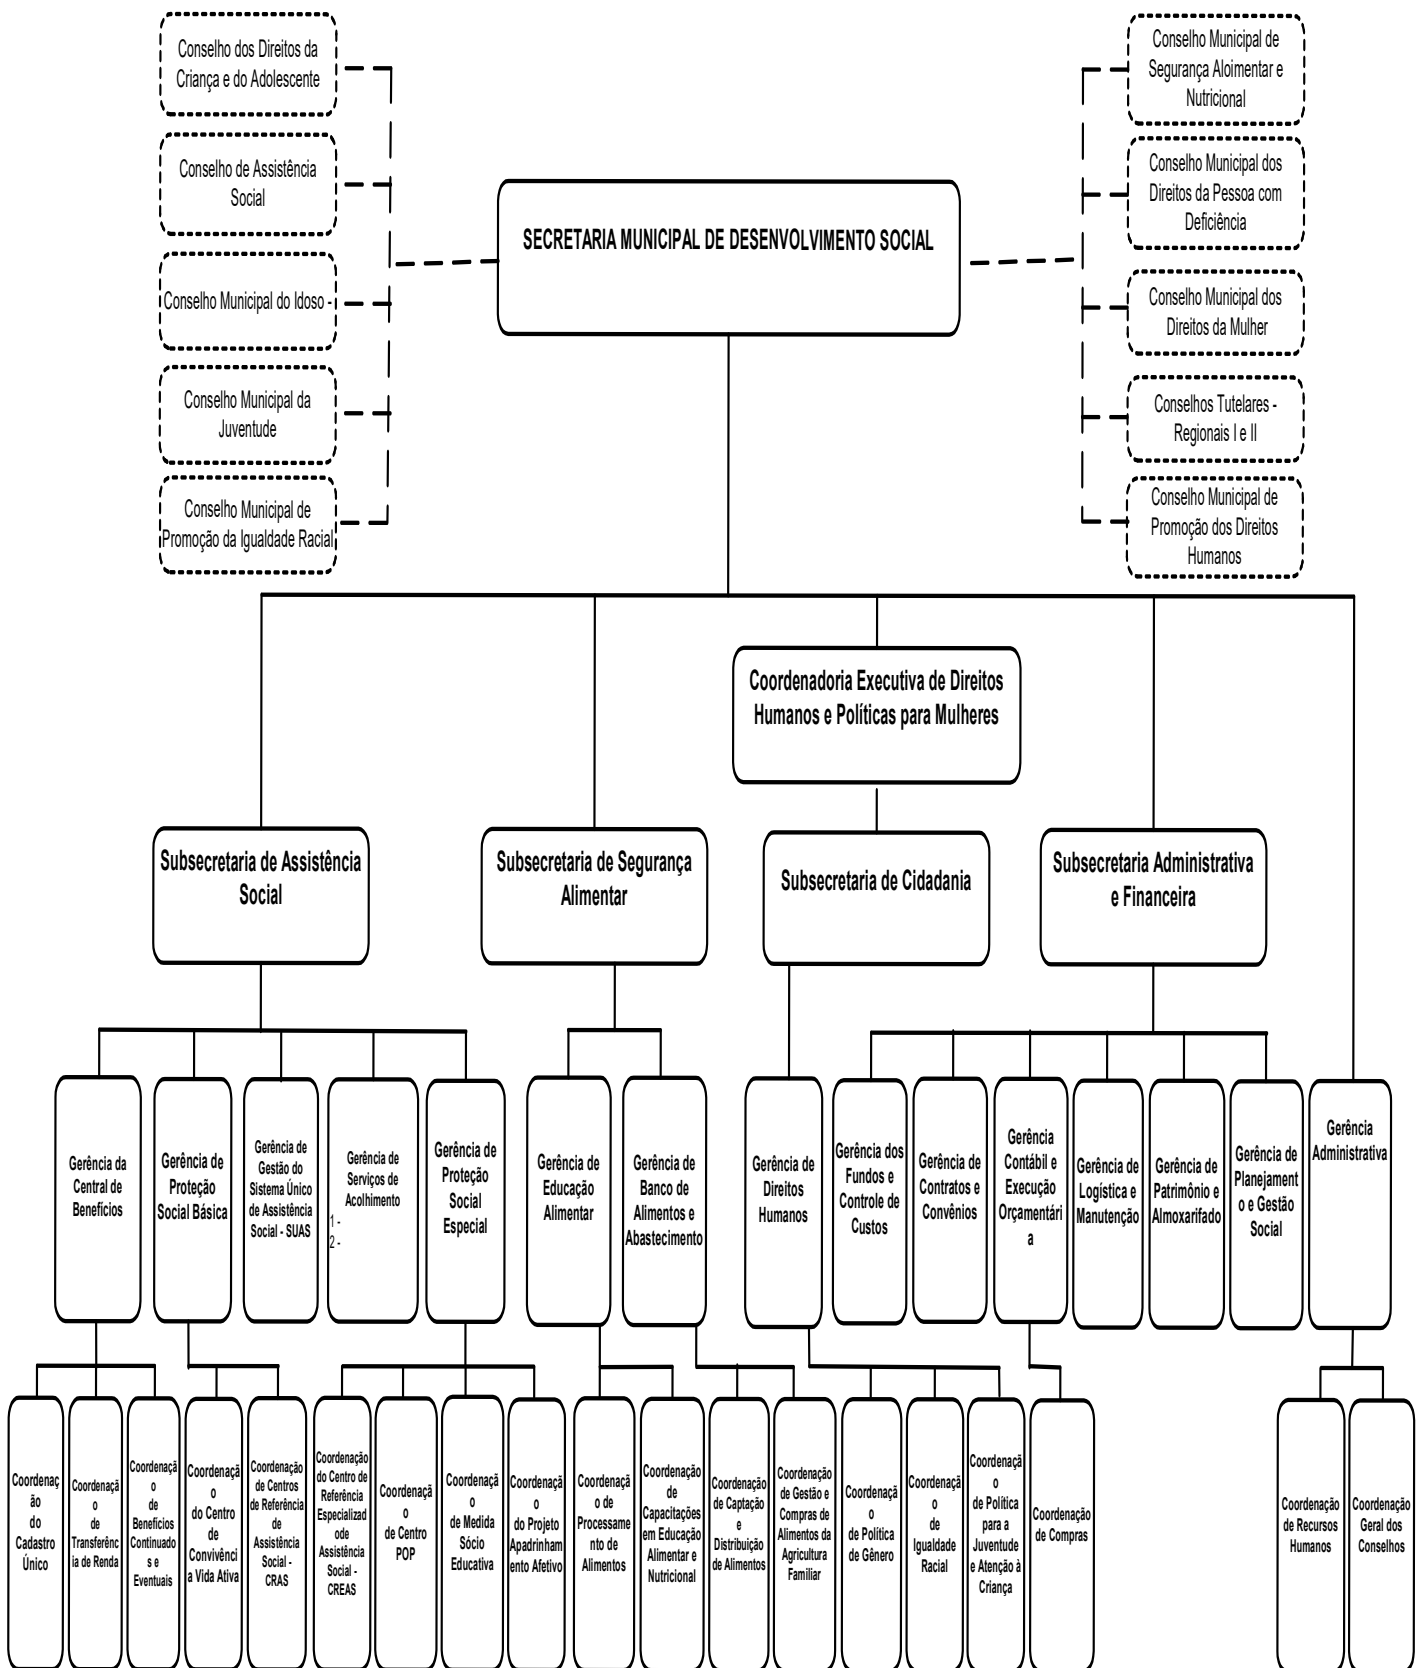 Conselho dos Direitos da
Criança e do Adolescente
Conselho de Assistência
Social
Conselho Municipal do Idoso -
Conselho Municipal da
Juventude
Conselho Municipal de
Promoção da Igualdade Racial
Conselho Municipal de
Segurança Aloimentar e
Nutricional
Conselho Municipal dos
Direitos da Pessoa com
Deficiência
Conselho Municipal dos
Direitos da Mulher
Conselhos Tutelares -
Regionais I e II
Conselho Municipal de
Promoção dos Direitos
Humanos
SECRETARIA MUNICIPAL DE DESENVOLVIMENTO SOCIAL
Coordenadoria Executiva de Direitos
Humanos e Políticas para Mulheres
Subsecretaria de Assistência
Social
Subsecretaria de Segurança
Alimentar
Subsecretaria de Cidadania
Subsecretaria Administrativa
e Financeira
Gerência da
Central de
Benefícios
Gerência de
Proteção
Social Básica
Gerência de
Gestão do
Sistema Único
de Assistência
Social - SUAS
Gerência de
Serviços de
Acolhimento
1 -
2 -
Gerência de
Proteção
Social
Especial
Gerência de
Educação
Alimentar
Gerência de
Banco de
Alimentos e
Abastecimento
Gerência de
Direitos
Humanos
Gerência dos
Fundos e
Controle de
Custos
Gerência de
Contratos e
Convênios
Gerência
Contábil e
Execução
Orçamentári
a
Gerência de
Logística e
Manutenção
Gerência de
Patrimônio e
Almoxarifado
Gerência de
Planejament
o e Gestão
Social
Gerência
Administrativa
Coordenaç
ão
do
Cadastro
Único
Coordenaçã
o
de
Transferênc
ia de Renda
Coordenaçã
o
de
Benefícios
Continuado
s e
Eventuais
Coordenaçã
o
do Centro
de
Convivênci
a Vida Ativa
Coordenação
de Centros
de Referência
de
Assistência
Social -
CRAS
Coordenação
do Centro de
Referência
Especializad
ode
Assistência
Social -
CREAS
Coordenaçã
o
de Centro
POP
Coordenaçã
o
de Medida
Sócio
Educativa
Coordenaçã
o
do Projeto
Apadrinham
ento Afetivo
Coordenaçã
o de
Processame
nto de
Alimentos
Coordenação
de
Capacitações
em Educação
Alimentar e
Nutricional
Coordenação
de Captação
e
Distribuição
de Alimentos
Coordenação
de Gestão e
Compras de
Alimentos da
Agricultura
Familiar
Coordenaçã
o
de Política
de Gênero
Coordenaçã
o
de
Igualdade
Racial
Coordenaçã
o
de Política
para a
Juventude
e Atenção à
Criança
Coordenação
de Compras
Coordenação
de Recursos
Humanos
Coordenação
Geral dos
Conselhos